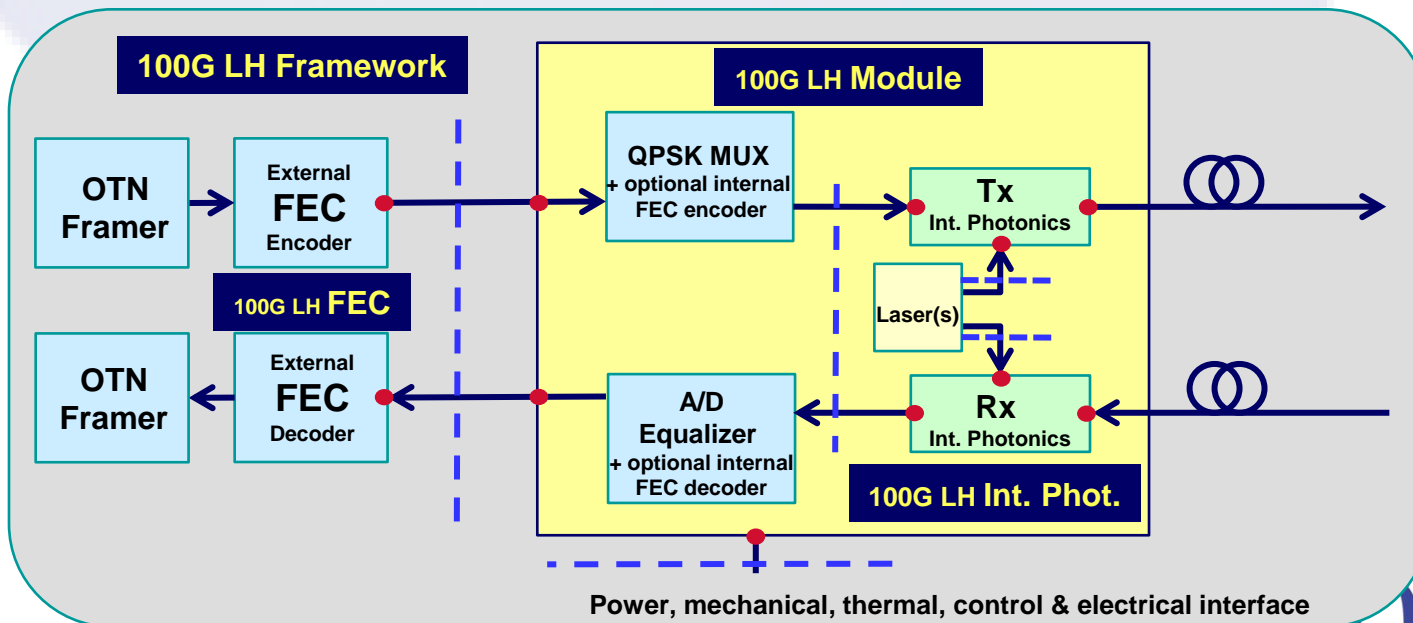 100G LH Framework
100G LH Module
OTN
Framer
External
FEC
Encoder
QPSK MUX
+ optional internal
FEC encoder
Tx
Int. Photonics
100G LH FEC
Laser(s)
OTN
Framer
External
FEC
Decoder
A/D
Equalizer
+ optional internal
FEC decoder
Rx
Int. Photonics
100G LH Int. Phot.
Power, mechanical, thermal, control & electrical interface